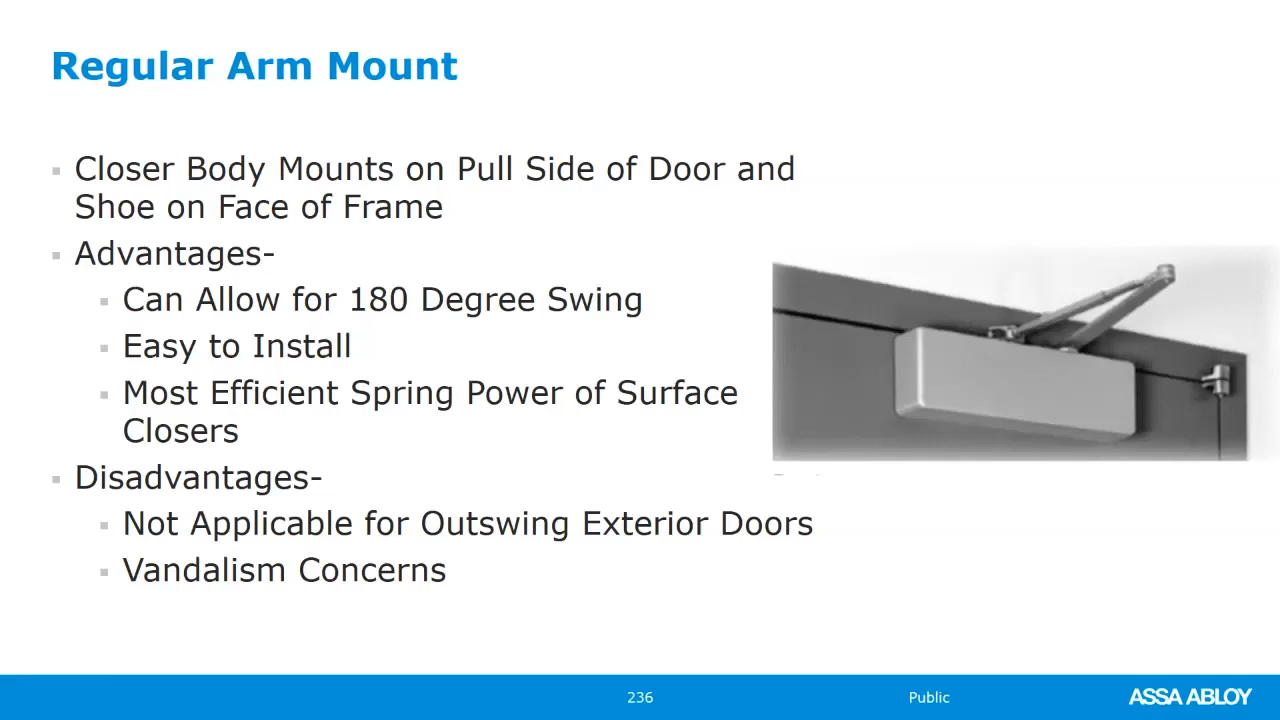 Regular Arm Mount
Closer Body Mounts on Pull Side of Door and
Shoe on Face of Frame
Advantages-
Can Allow for 180 Degree Swing
Easy to Install
Most Efficient Spring Power of Surface
Closers
Disadvantages-
Not Applicable for Outswing Exterior Doors
Vandalism Concerns
236
Public
ASSA ABLOY